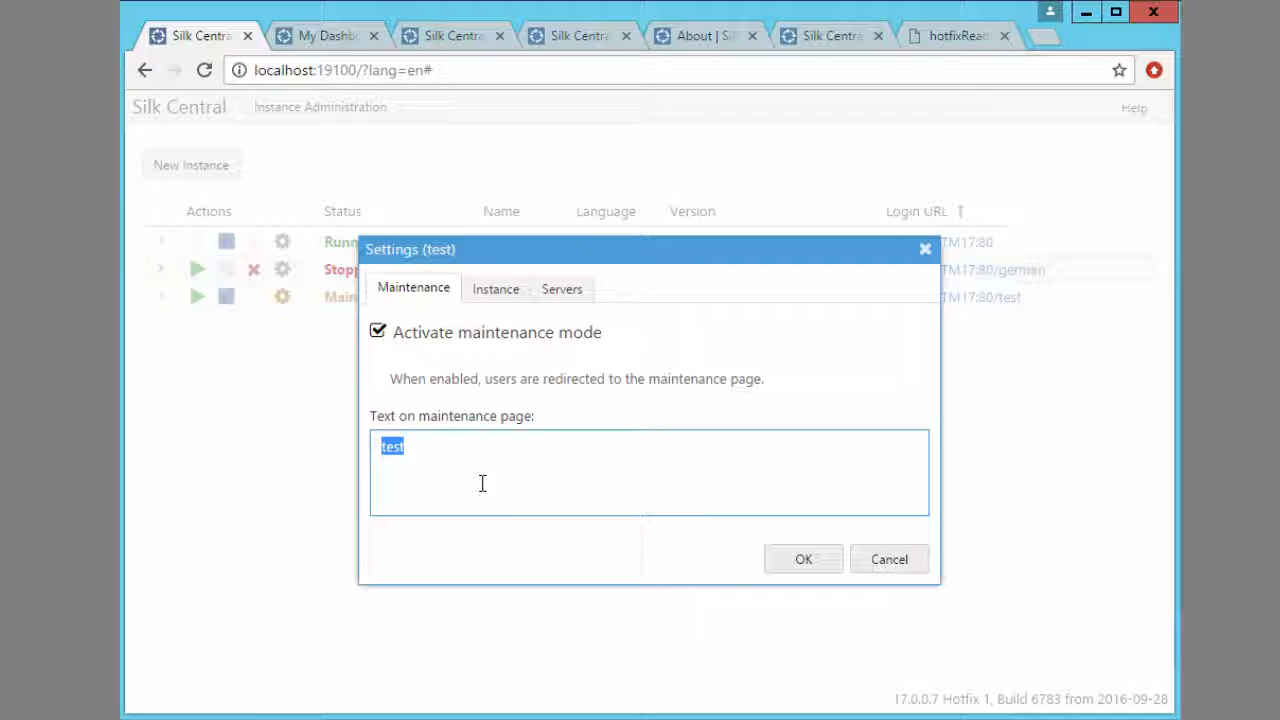 Silk Centra
My Dashb
Silk Centra
Silk Centra
About | Sil
Silk Centra
hotfixRead
localhost:19100/?lang=en#
Silk Central
Instance Administration
Help
New Instance
Actions
Status
Name
Language
Version
Login URL
Runn
TM17:80
Stopp
TM17:80/german
Main
TM17:80/test
Settings (test)
Maintenance
Instance
Servers
Activate maintenance mode
When enabled, users are redirected to the maintenance page.
Text on maintenance page:
test
OK
Cancel
17.0.0.7 Hotfix 1, Build 6783 from 2016-09-28